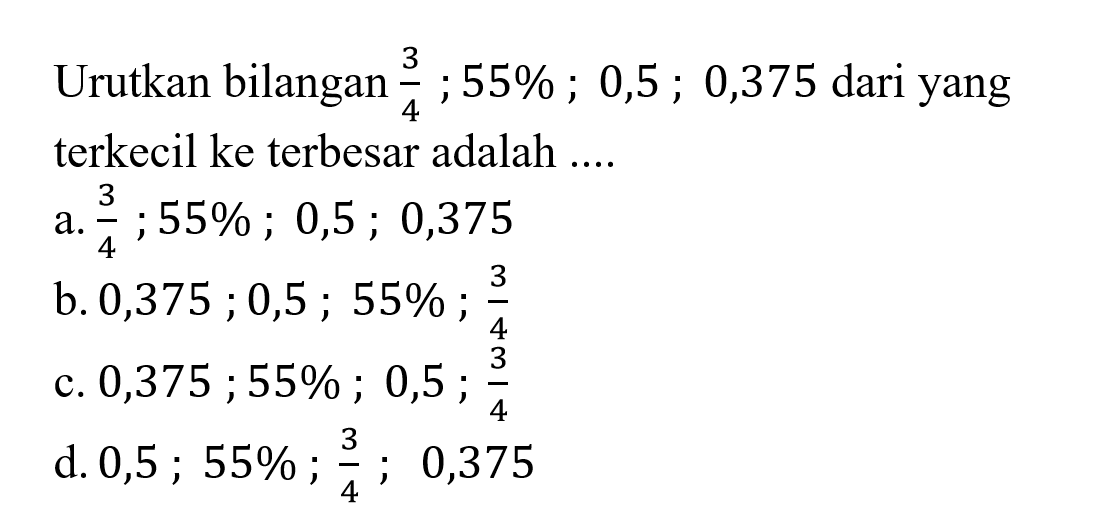 Urutkan bilangan 3/4 ; 55% ; 0,5 ; 0,375 dari yang
terkecil ke terbesar adalah ....
a. 3/4 ; 55% ; 0,5 ; 0,375
b. 0,375 ; 0,5 ; 55% ; 3/4
c. 0,375 ; 55% ; 0,5 ; 3/4
d. 0,5 ; 55% ; 3/4 ; 0,375